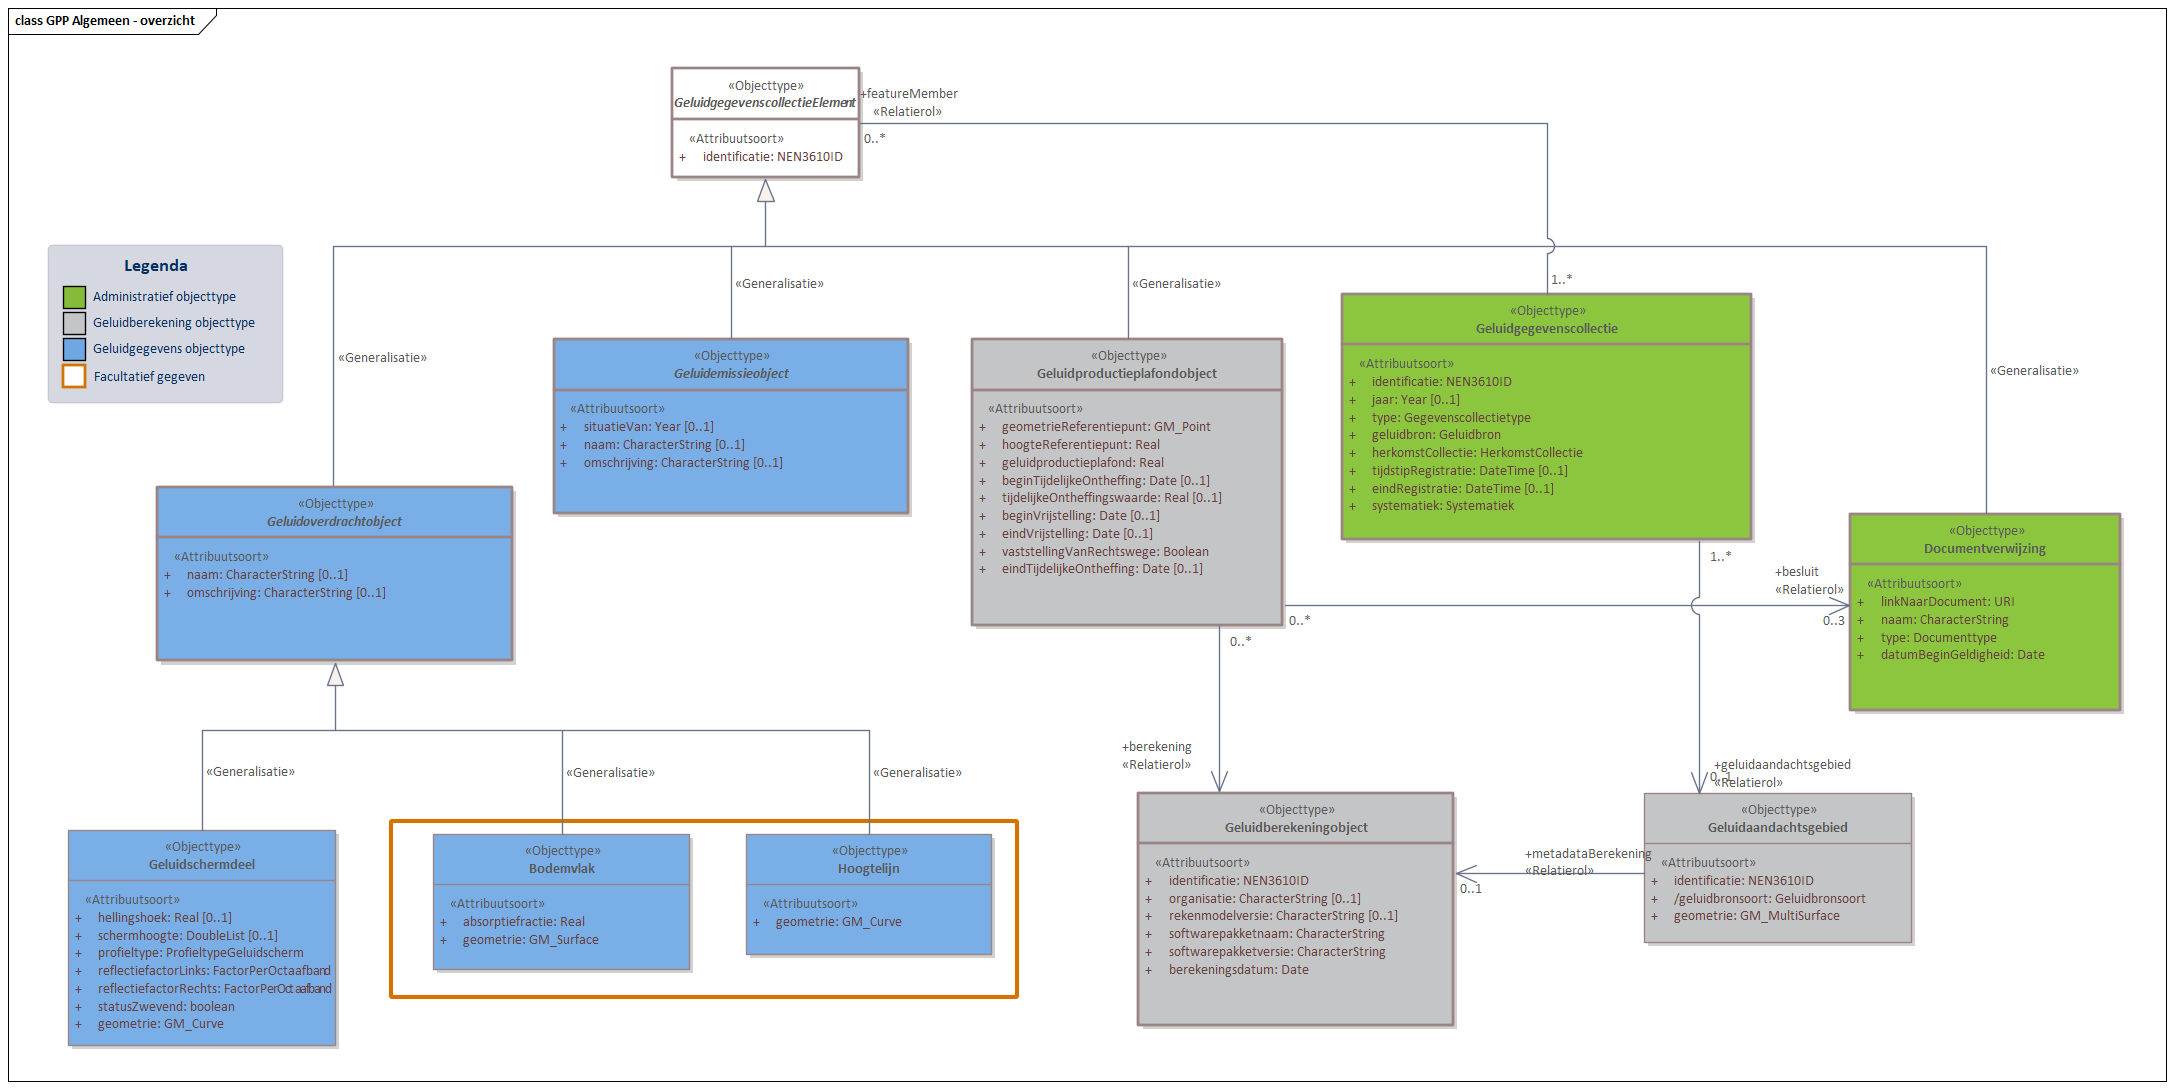 class GPP Algemeen - overzicht
«Objecttype»
GeluidgegevenscollectieElement
«Attribuutsoort»
+ identificatie: NEN3610ID
+featureMember
«Relatierol»
0..*
1..*
Legenda
Administratief objecttype
Geluidberekening objecttype
Geluidgegevens objecttype
Facultatief gegeven
«Generalisatie»
«Generalisatie»
«Generalisatie»
«Generalisatie»
«Objecttype»
Geluidemissieobject
«Attribuutsoort»
+ situatieVan: Year [0..1]
+ naam: CharacterString [0..1]
+ omschrijving: CharacterString [0..1]
«Objecttype»
Geluidproductieplafondobject
«Attribuutsoort»
+ geometrieReferentiepunt: GM_Point
+ hoogteReferentiepunt: Real
+ geluidproductieplafond: Real
+ beginTijdelijkeOntheffing: Date [0..1]
+ tijdelijkeOntheffingswaarde: Real [0..1]
+ beginVrijstelling: Date [0..1]
+ eindVrijstelling: Date [0..1]
+ vaststellingVanRechtswege: Boolean
+ eindTijdelijkeOntheffing: Date [0..1]
«Objecttype»
Geluidgegevenscollectie
«Attribuutsoort»
+ identificatie: NEN3610ID
+ jaar: Year [0..1]
+ type: Gegevenscollectietype
+ geluidbron: Geluidbron
+ herkomstCollectie: HerkomstCollectie
+ tijdstipRegistratie: DateTime [0..1]
+ eindRegistratie: DateTime [0..1]
+ systematiek: Systematiek
«Objecttype»
Geluidoverdrachtobject
«Attribuutsoort»
+ naam: CharacterString [0..1]
+ omschrijving: CharacterString [0..1]
«Objecttype»
Documentverwijzing
«Attribuutsoort»
+ linkNaarDocument: URI
+ naam: CharacterString
+ type: Documenttype
+ datumBeginGeldigheid: Date
1..*
+besluit
«Relatierol»
0..*
0..3
0..*
+berekening
«Relatierol»
+geluidaandachtsgebied
0..1
«Relatierol»
«Generalisatie»
«Generalisatie»
«Generalisatie»
«Objecttype»
Geluidschermdeel
«Attribuutsoort»
+ hellingshoek: Real [0..1]
+ schermhoogte: DoubleList [0..1]
+ profieltype: ProfieltypeGeluidscherm
+ reflectiefactorLinks: FactorPerOctaafband
+ reflectiefactorRechts: FactorPerOctaafband
+ statusZwevend: boolean
+ geometrie: GM_Curve
«Objecttype»
Bodemvlak
«Attribuutsoort»
+ absorptiefractie: Real
+ geometrie: GM_Surface
«Objecttype»
Hoogtelijn
«Attribuutsoort»
+ geometrie: GM_Curve
«Objecttype»
Geluidberekeningobject
«Attribuutsoort»
+ identificatie: NEN3610ID
+ organisatie: CharacterString [0..1]
+ rekenmodelversie: CharacterString [0..1]
+ softwarepakketnaam: CharacterString
+ softwarepakketversie: CharacterString
+ berekeningsdatum: Date
+metadataBerekening
«Relatierol»
0..1
«Objecttype»
Geluidaandachtsgebied
«Attribuutsoort»
+ identificatie: NEN3610ID
+ /geluidbronsoort: Geluidbronsoort
+ geometrie: GM_MultiSurface